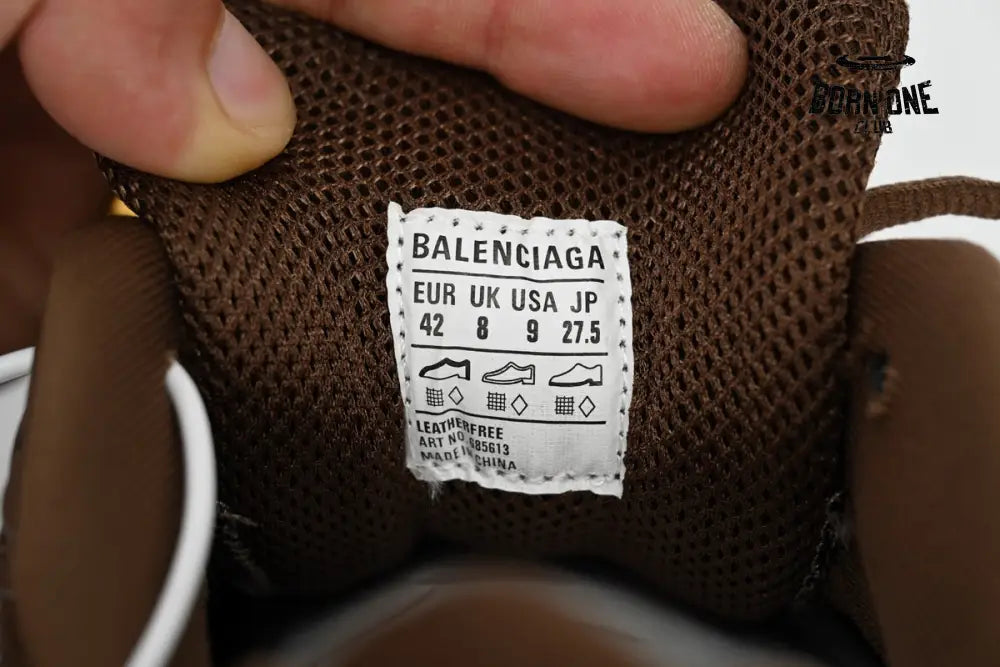 BORN ONE
CLUB
BALENCIAGA
EUR UK USA JP
42 8 9 27.5
LEATHERFREE
ART NO 685613
MADE IN CHINA